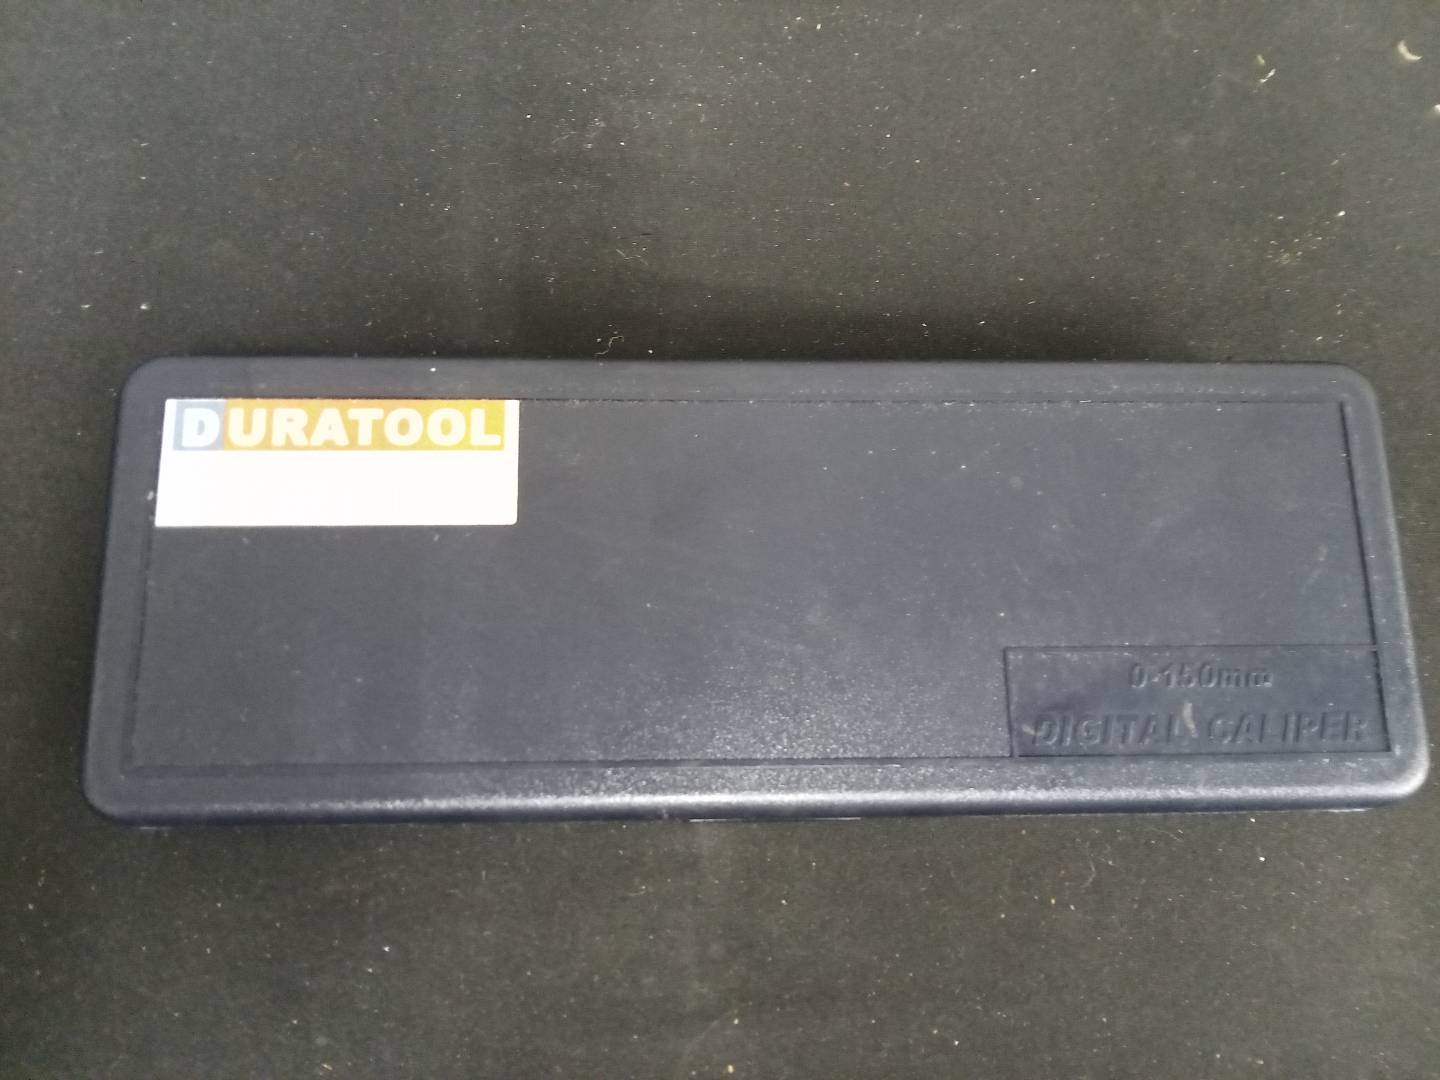 DURATOOL
0-150mm
DIGITAL CALIPER